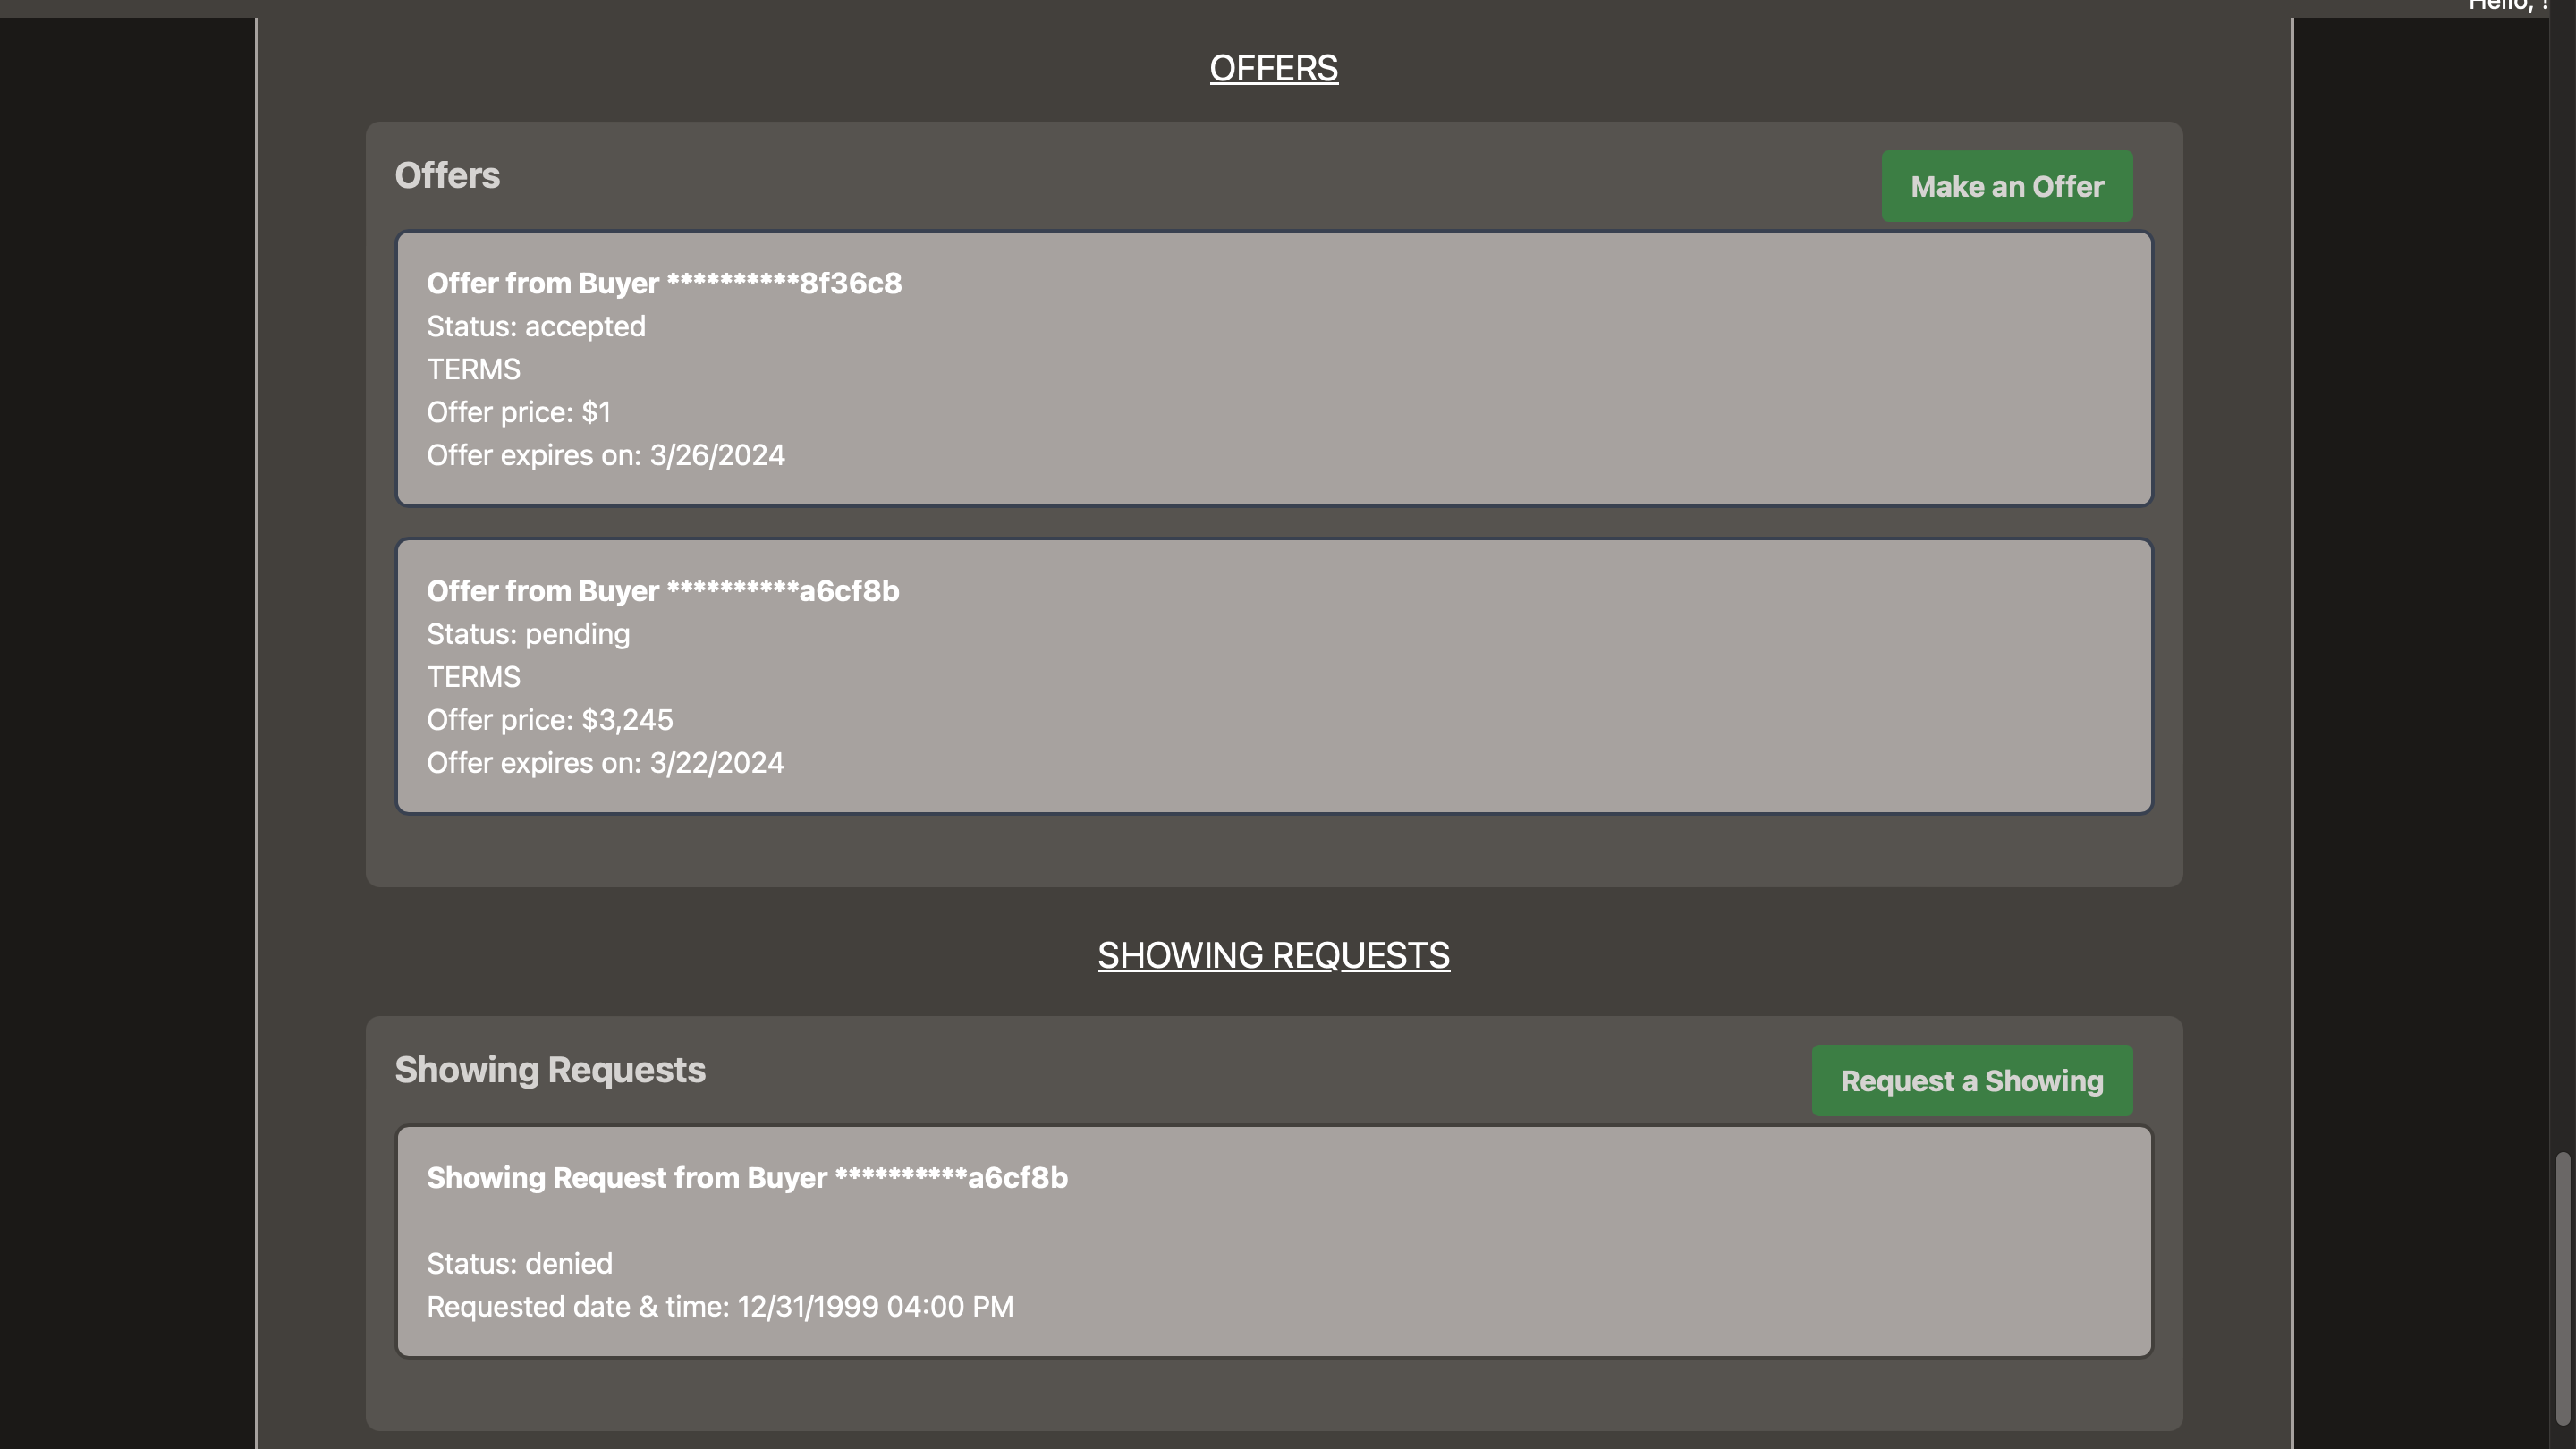 Hello, !
OFFERS
Offers
Make an Offer
Offer from Buyer **********8f36c8
Status: accepted
TERMS
Offer price: $1
Offer expires on: 3/26/2024
Offer from Buyer **********a6cf8b
Status: pending
TERMS
Offer price: $3,245
Offer expires on: 3/22/2024
SHOWING REQUESTS
Showing Requests
Request a Showing
Showing Request from Buyer **********a6cf8b
Status: denied
Requested date & time: 12/31/1999 04:00 PM